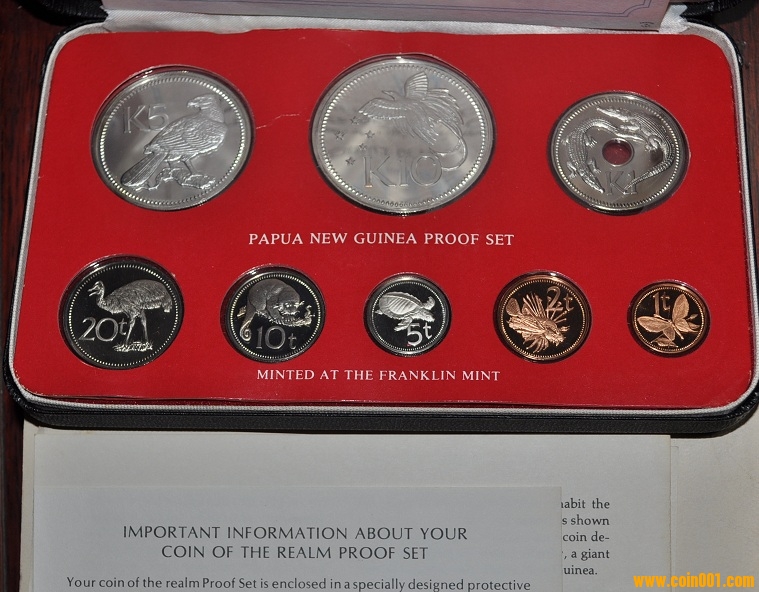 K5
K10
K1
PAPUA NEW GUINEA PROOF SET
20t
10t
5t
2t
1t
MINTED AT THE FRANKLIN MINT
the
shown
coin de-
a giant
IMPORTANT INFORMATION ABOUT YOUR
COIN OF THE REALM PROOF SET
Your coin of the realm Proof Set is enclosed in a specially designed protective
www.coin001.com